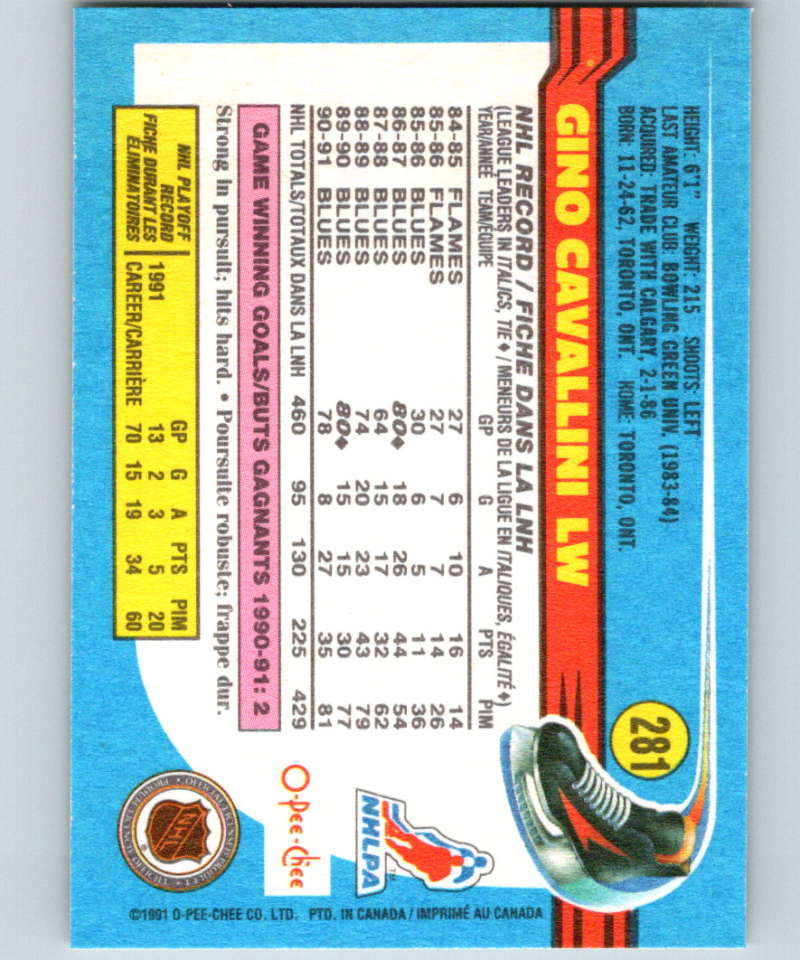 281
HEIGHT: 6'1" WEIGHT: 215 SHOOTS: LEFT
LAST AMATEUR CLUB: BOWLING GREEN UNIV. (1983-84)
ACQUIRED: TRADE WITH CALGARY, 2-1-86
BORN: 11-24-62, TORONTO, ONT. HOME: TORONTO, ONT.
GINO CAVALLINI LW
NHL RECORD / FICHE DANS LA LNH
(LEAGUE LEADERS IN ITALICS, TIE ♦ / MENEURS DE LA LIGUE EN ITALIQUES, ÉGALITÉ ♦)
YEAR/ANNÉE TEAM/ÉQUIPE GP G A PTS PIM
84-85 FLAMES 27 6 10 16 14
85-86 FLAMES 27 7 7 14 26
85-86 BLUES 30 6 5 11 36
86-87 BLUES 80♦ 18 26 44 54
87-88 BLUES 64 15 17 32 62
88-89 BLUES 74 20 23 43 79
89-90 BLUES 80♦ 15 15 30 77
90-91 BLUES 78 8 27 35 81
NHL TOTALS/TOTAUX DANS LA LNH 460 95 130 225 429
GAME WINNING GOALS/BUTS GAGNANTS 1990-91: 2
Strong in pursuit; hits hard. • Poursuite robuste; frappe dur.
NHL PLAYOFF RECORD
FICHE DURANT LES ÉLIMINATOIRES
GP G A PTS PIM
1991 13 2 3 5 20
CAREER/CARRIÈRE 70 15 19 34 60
NHLPA
TM
O-Pee-Chee
OFFICIAL LICENSED PRODUCT • PRODUIT LICENCIÉ OFFICIEL •
NHL
®
©1991 O-PEE-CHEE CO. LTD. PTD. IN CANADA / IMPRIMÉ AU CANADA